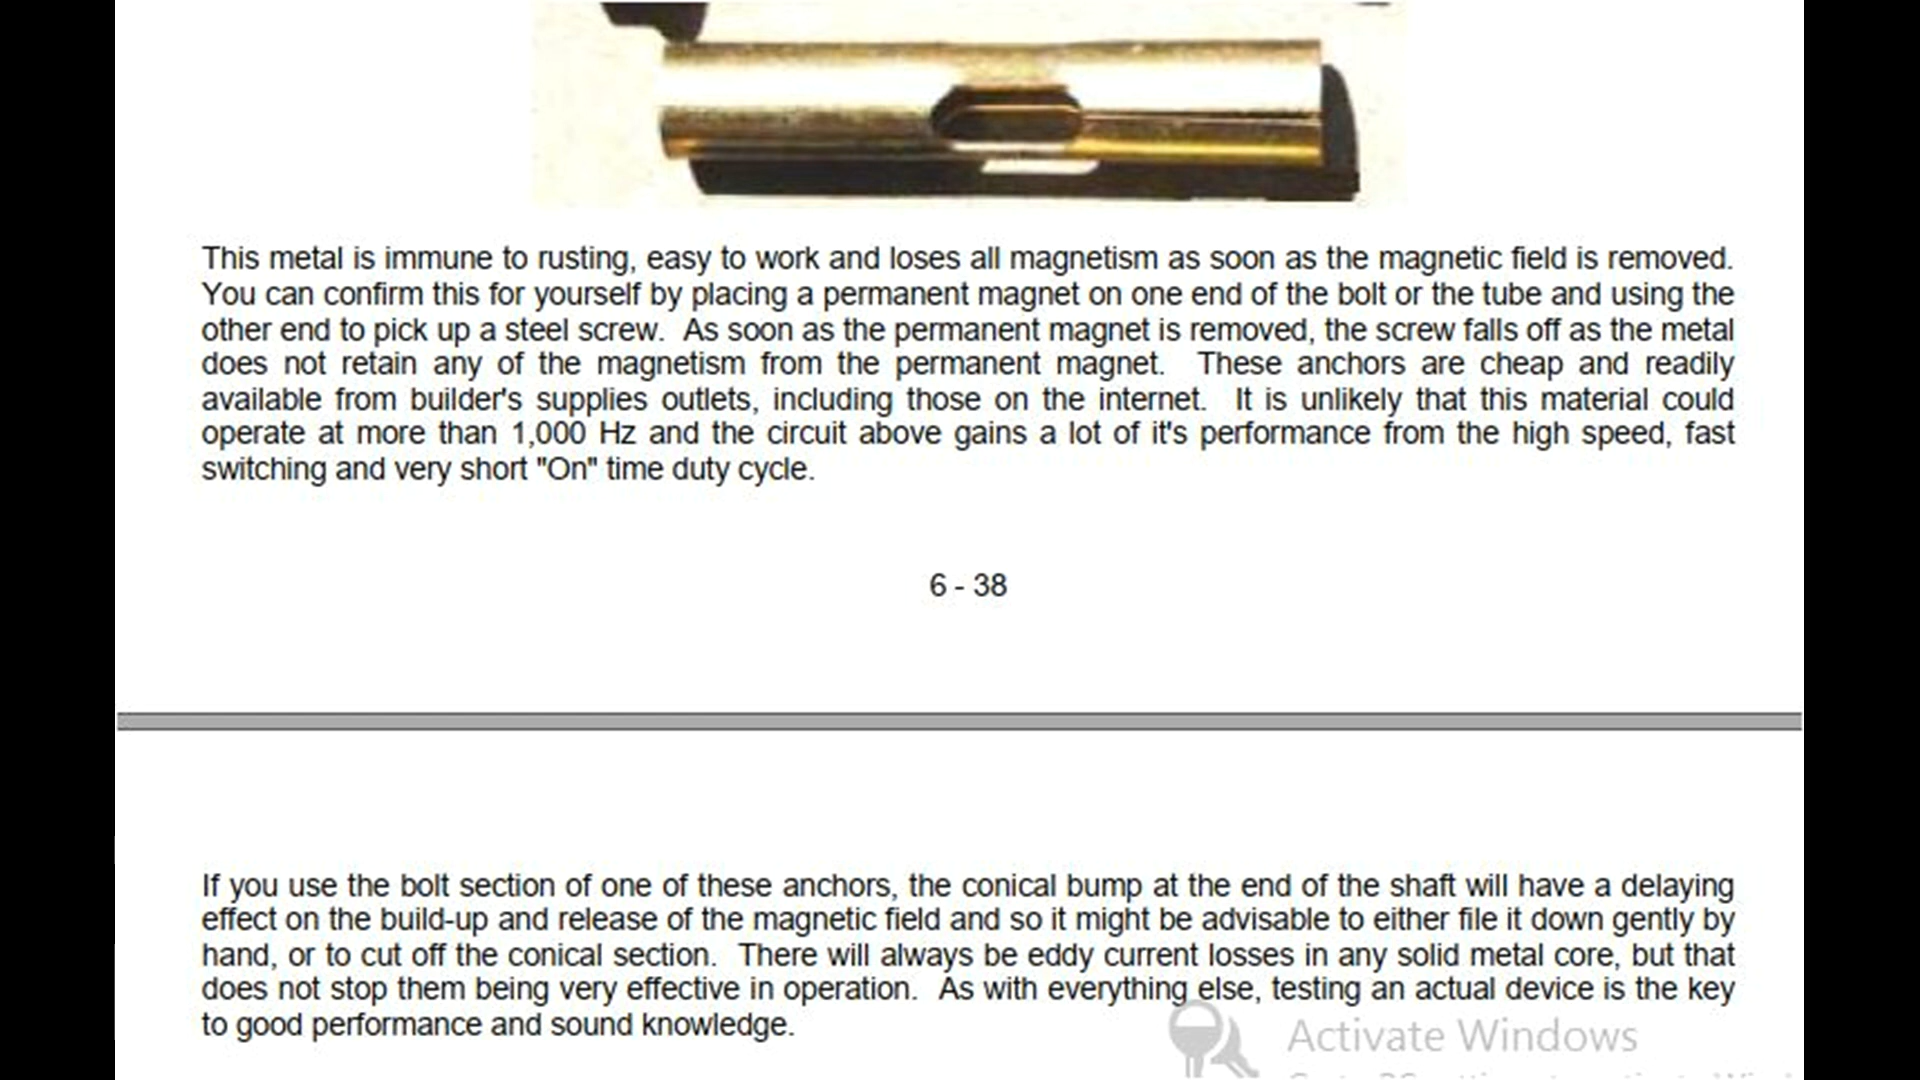 This metal is immune to rusting, easy to work and loses all magnetism as soon as the magnetic field is removed.
You can confirm this for yourself by placing a permanent magnet on one end of the bolt or the tube and using the
other end to pick up a steel screw.  As soon as the permanent magnet is removed, the screw falls off as the metal
does not retain any of the magnetism from the permanent magnet.  These anchors are cheap and readily
available from builder's supplies outlets, including those on the internet.  It is unlikely that this material could
operate at more than 1,000 Hz and the circuit above gains a lot of it's performance from the high speed, fast
switching and very short "On" time duty cycle.
6 - 38
If you use the bolt section of one of these anchors, the conical bump at the end of the shaft will have a delaying
effect on the build-up and release of the magnetic field and so it might be advisable to either file it down gently by
hand, or to cut off the conical section.  There will always be eddy current losses in any solid metal core, but that
does not stop them being very effective in operation.  As with everything else, testing an actual device is the key
to good performance and sound knowledge.
Activate Windows